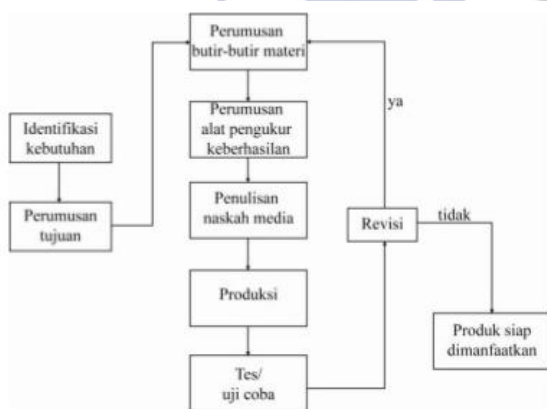 Identifikasi
kebutuhan
Perumusan
tujuan
Perumusan
butir-butir materi
Perumusan
alat pengukur
keberhasilan
Penulisan
naskah media
Produksi
Tes/
uji coba
Revisi
ya
tidak
Produk siap
dimanfaatkan